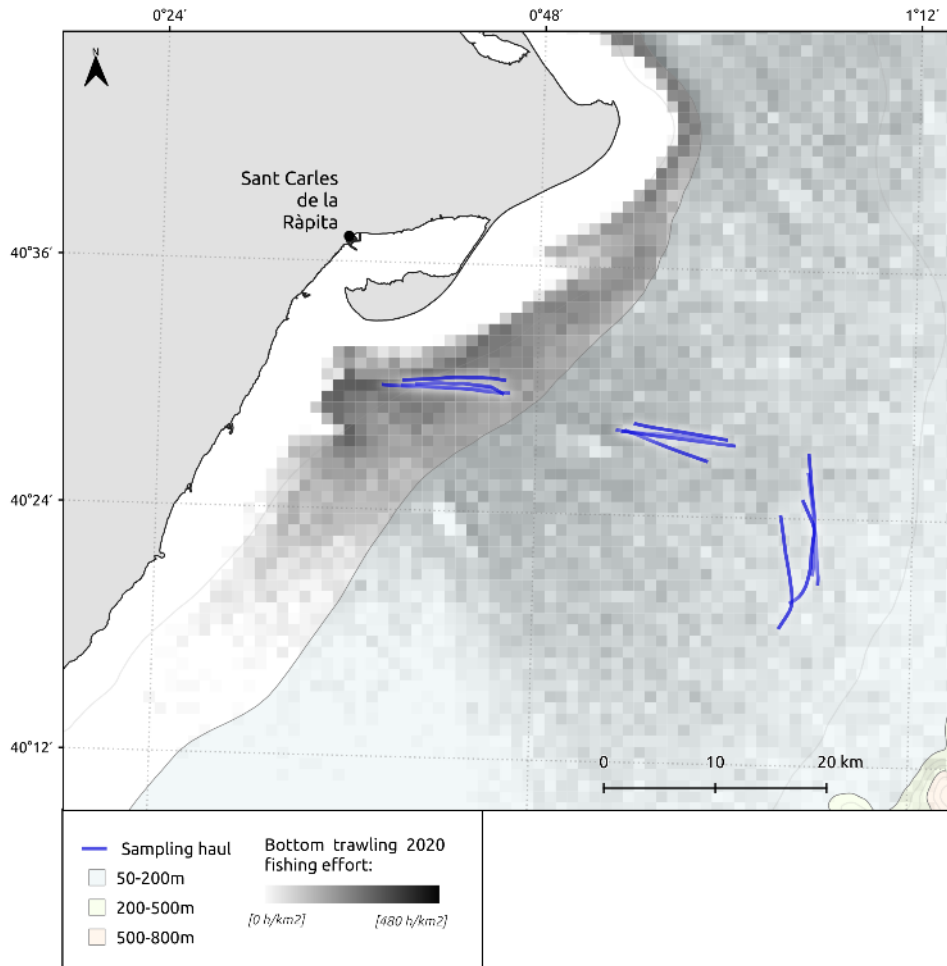 0°24′ 0°48′ 1°12′
N
Sant Carles
de la
Ràpita
40°36′
40°24′
40°12′
0 10 20 km
Sampling haul
50-200m
200-500m
500-800m
Bottom trawling 2020
fishing effort:
[0 h/km2] [480 h/km2]